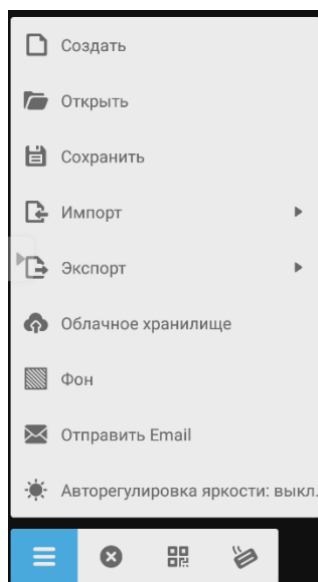 Создать
Открыть
Сохранить
Импорт
Экспорт
Облачное хранилище
Фон
Отправить Email
Авторегулировка яркости: выкл.